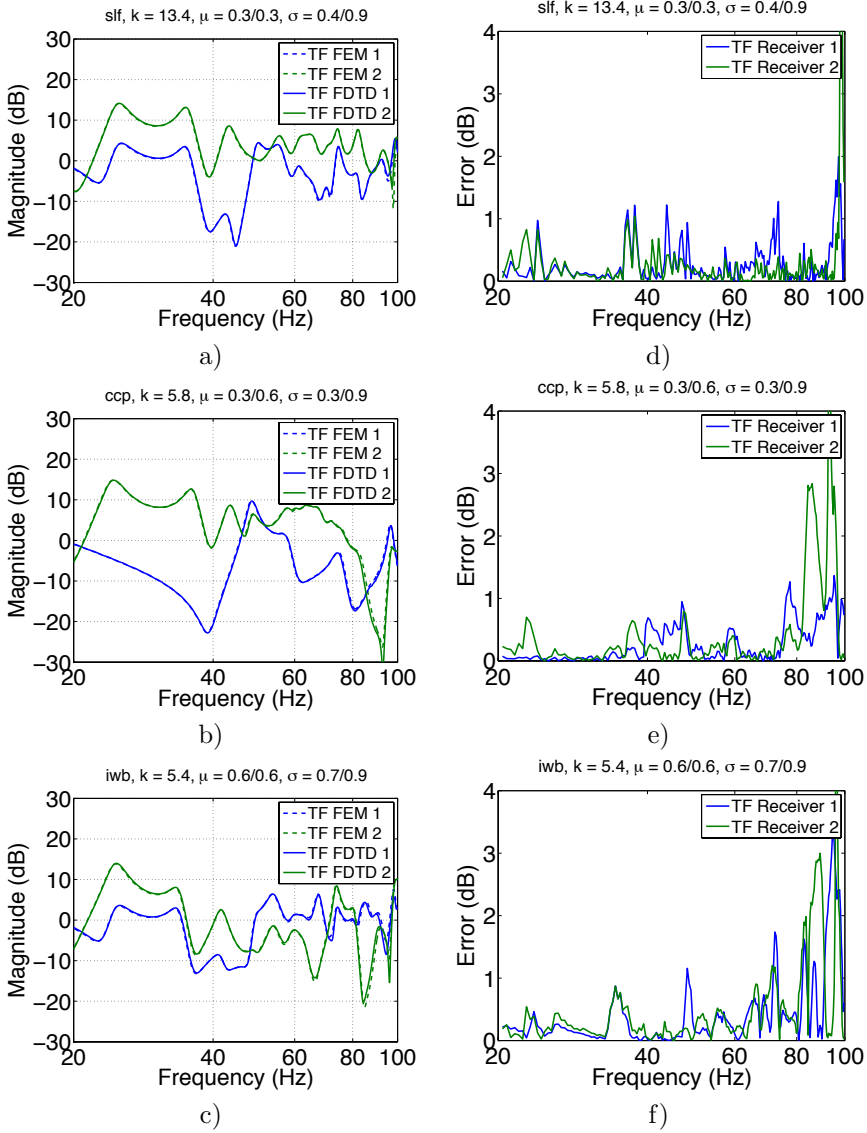 slf, k = 13.4, μ = 0.3/0.3, σ = 0.4/0.9
30
20
10
0
−10
−20
−30
Magnitude (dB)
TF FEM 1
TF FEM 2
TF FDTD 1
TF FDTD 2
20
40
60
80
100
Frequency (Hz)
a)
slf, k = 13.4, μ = 0.3/0.3, σ = 0.4/0.9
4
3
2
1
0
Error (dB)
TF Receiver 1
TF Receiver 2
20
40
60
80
100
Frequency (Hz)
d)
ccp, k = 5.8, μ = 0.3/0.6, σ = 0.3/0.9
30
20
10
0
−10
−20
−30
Magnitude (dB)
TF FEM 1
TF FEM 2
TF FDTD 1
TF FDTD 2
20
40
60
80
100
Frequency (Hz)
b)
ccp, k = 5.8, μ = 0.3/0.6, σ = 0.3/0.9
4
3
2
1
0
Error (dB)
TF Receiver 1
TF Receiver 2
20
40
60
80
100
Frequency (Hz)
e)
iwb, k = 5.4, μ = 0.6/0.6, σ = 0.7/0.9
30
20
10
0
−10
−20
−30
Magnitude (dB)
TF FEM 1
TF FEM 2
TF FDTD 1
TF FDTD 2
20
40
60
80
100
Frequency (Hz)
c)
iwb, k = 5.4, μ = 0.6/0.6, σ = 0.7/0.9
4
3
2
1
0
Error (dB)
TF Receiver 1
TF Receiver 2
20
40
60
80
100
Frequency (Hz)
f)